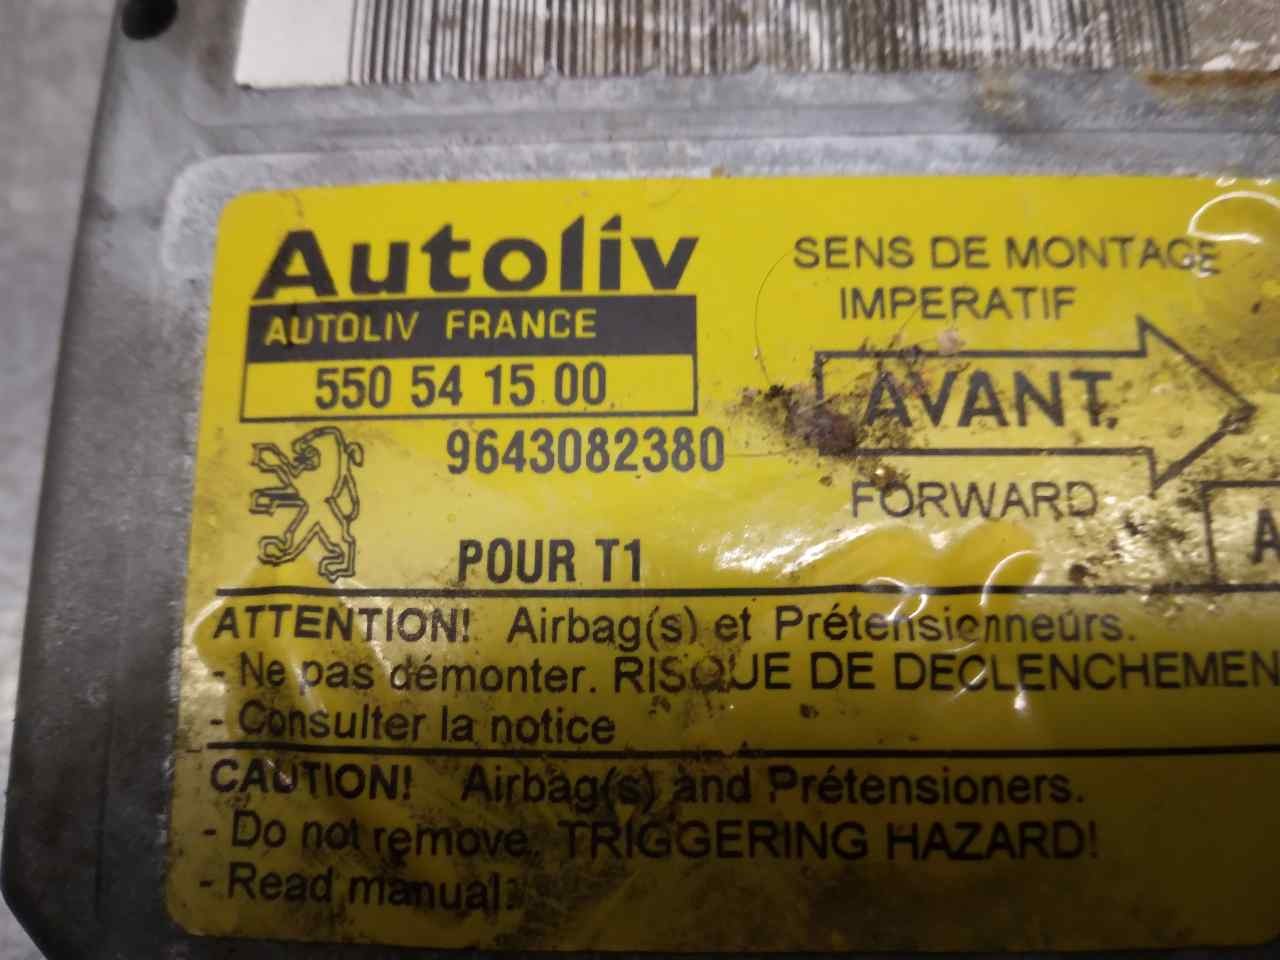 Autoliv
AUTOLIV FRANCE
550 54 15 00
9643082380
POUR T1
SENS DE MONTAGE
IMPERATIF
AVANT.
FORWARD
A
ATTENTION! Airbag(s) et Prétensionneurs.
- Ne pas démonter. RISQUE DE DECLENCHEMEN
- Consulter la notice
CAUTION! Airbag(s) and Prétensioners.
- Do not remove. TRIGGERING HAZARD!
- Read manual.